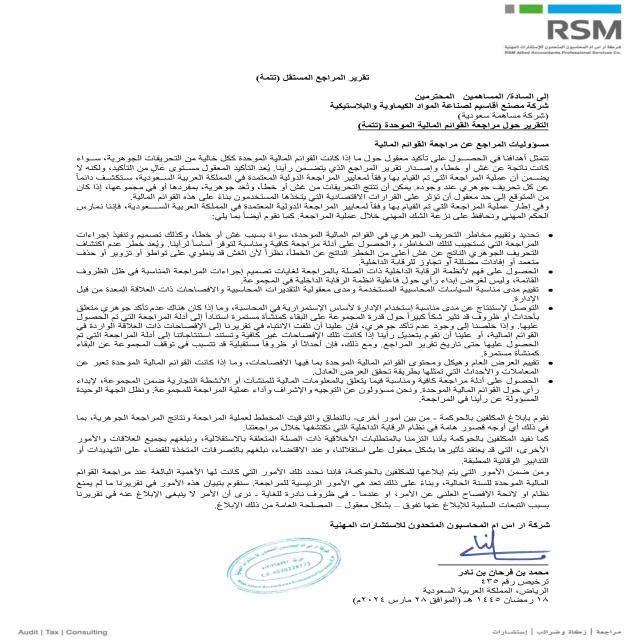 RSM
شركة ار اس ام المحاسبون المتحدون للاستشارات المهنية
RSM Allied Accountants Professional Services Co.
تقرير المراجع المستقل (تتمة)
إلى السادة/ المساهمين المحترمين
شركة مصنع أقاسيم لصناعة المواد الكيماوية والبلاستيكية
(شركة مساهمة سعودية)
التقرير حول مراجعة القوائم المالية الموحدة (تتمة)
مسؤوليات المراجع عن مراجعة القوائم المالية
تتمثل أهدافنا في الحصول على تأكيد معقول حول ما إذا كانت القوائم المالية الموحدة ككل خالية من التحريفات الجوهرية، سواء
كانت ناتجة عن غش أو خطأ، وإصدار تقرير المراجع الذي يتضمن رأينا. يُعد التأكيد المعقول مستوى عالٍ من التأكيد، ولكنه لا
يضمن أن عملية المراجعة التي تم القيام بها وفقاً لمعايير المراجعة الدولية المعتمدة في المملكة العربية السعودية، ستكشف دائماً
عن كل تحريف جوهري عند وجوده. يمكن أن تنتج التحريفات من غش أو خطأ، وتُعد جوهرية، بمفردها أو في مجموعها، إذا كان
من المتوقع إلى حد معقول أن تؤثر على القرارات الاقتصادية التي يتخذها المستخدمون بناءً على هذه القوائم المالية.
وفي إطار عملية المراجعة التي تم القيام بها وفقاً لمعايير المراجعة الدولية المعتمدة في المملكة العربية السعودية، فإننا نمارس
الحكم المهني ونحافظ على نزعة الشك المهني خلال عملية المراجعة. كما نقوم أيضاً بما يلي:
• تحديد وتقييم مخاطر التحريف الجوهري في القوائم المالية الموحدة، سواء بسبب غش أو خطأ، وكذلك تصميم وتنفيذ إجراءات
المراجعة التي تستجيب لتلك المخاطر، والحصول على أدلة مراجعة كافية ومناسبة لتوفر أساساً لرأينا. ويُعد خطر عدم اكتشاف
التحريف الجوهري الناتج عن غش أعلى من الخطر الناتج عن الخطأ، نظراً لأن الغش قد ينطوي على تواطؤ أو تزوير أو حذف
متعمد أو إفادات مضللة أو تجاوز للرقابة الداخلية.
• الحصول على فهم لأنظمة الرقابة الداخلية ذات الصلة بالمراجعة لغايات تصميم إجراءات المراجعة المناسبة في ظل الظروف
القائمة، وليس لغرض إبداء رأي حول فاعلية أنظمة الرقابة الداخلية في المجموعة.
• تقييم مدى مناسبة السياسات المحاسبية المستخدمة ومدى معقولية التقديرات المحاسبية والإفصاحات ذات العلاقة المعدة من قبل
الإدارة.
• التوصل لاستنتاج عن مدى مناسبة إستخدام الإدارة لأساس الإستمرارية في المحاسبة، وما إذا كان هناك عدم تأكد جوهري متعلق
بأحداث أو ظروف قد تثير شكاً كبيراً حول قدرة المجموعة على البقاء كمنشأة مستمرة استناداً إلى أدلة المراجعة التي تم الحصول
عليها. وإذا خلصنا إلى وجود عدم تأكد جوهري، فإن علينا أن نلفت الانتباه في تقريرنا إلى الإفصاحات ذات العلاقة الواردة في
القوائم المالية، أو علينا أن نقوم بتعديل رأينا إذا كانت تلك الإفصاحات غير كافية وتستند استنتاجاتنا إلى أدلة المراجعة التي تم
الحصول عليها حتى تاريخ تقرير المراجع. ومع ذلك، فإن أحداثاً أو ظروفاً مستقبلية قد تتسبب في توقف المجموعة عن البقاء
كمنشأة مستمرة.
• تقييم العرض العام وهيكل ومحتوى القوائم المالية الموحدة بما فيها الافصاحات، وما إذا كانت القوائم المالية الموحدة تعبر عن
المعاملات والأحداث التي تمثلها بطريقة تحقق العرض العادل.
• الحصول على أدلة مراجعة كافية ومناسبة فيما يتعلق بالمعلومات المالية للمنشآت أو الأنشطة التجارية ضمن المجموعة، لإبداء
رأي حول القوائم المالية الموحدة. ونحن مسؤولون عن التوجيه والإشراف وأداء عملية المراجعة للمجموعة. ونظل الجهة الوحيدة
المسؤولة عن رأينا في المراجعة.
نقوم بإبلاغ المكلفين بالحوكمة - من بين أمور أخرى- بالنطاق والتوقيت المخطط لعملية المراجعة ونتائج المراجعة الجوهرية، بما
في ذلك أي أوجه قصور هامة في نظام الرقابة الداخلية التي نكتشفها خلال مراجعتنا.
كما نفيد المكلفين بالحوكمة بأننا التزمنا بالمتطلبات الأخلاقية ذات الصلة المتعلقة بالاستقلالية، ونبلغهم بجميع العلاقات والأمور
الأخرى، التي قد يعتقد تأثيرها بشكل معقول على استقلالنا، وعند الاقتضاء، نبلغهم بالتصرفات المتخذة للقضاء على التهديدات أو
التدابير الوقائية المطبقة.
ومن ضمن الأمور التي يتم إبلاغها للمكلفين بالحوكمة، فإننا نحدد تلك الأمور التي كانت لها الأهمية البالغة عند مراجعة القوائم
المالية الموحدة للسنة الحالية، وبناءً على ذلك تعد هي الأمور الرئيسية للمراجعة. سنقوم بتبيان هذه الأمور في تقريرنا ما لم يمنع
نظام أو لائحة الإفصاح العلني عن الأمر، او عندما - في ظروف نادرة للغاية - نرى أن الأمر لا ينبغي الإبلاغ عنه في تقريرنا
بسبب التبعات السلبية للإبلاغ عنها تفوق – بشكل معقول – المصلحة العامة من ذلك الإبلاغ.
شركة ار اس ام المحاسبون المتحدون للاستشارات المهنية
محمد بن فرحان بن نادر
ترخيص رقم ٤٣٥
الرياض، المملكة العربية السعودية
١٨ رمضان ١٤٤٥ هـ (الموافق ٢٨ مارس ٢٠٢٤م)
Audit | Tax | Consulting
مراجعة | زكاة وضرائب | إستشارات